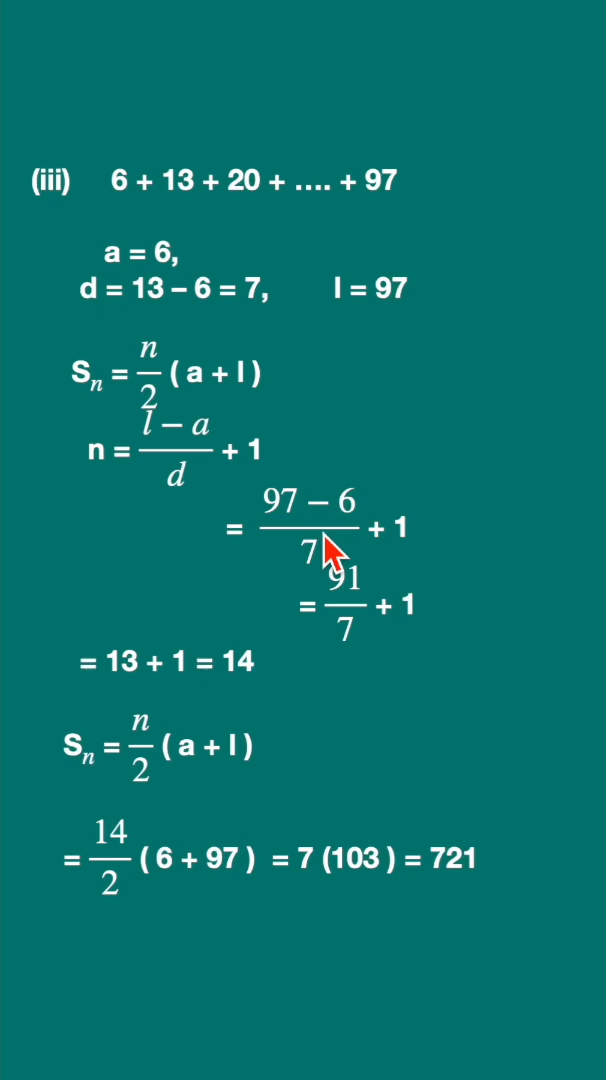 (iii) 6 + 13 + 20 + .... + 97
a = 6,
d = 13 – 6 = 7, l = 97
Sₙ = n/2 ( a + l )
n = (l − a)/d + 1
= (97 − 6)/7 + 1
= 91/7 + 1
= 13 + 1 = 14
Sₙ = n/2 ( a + l )
= 14/2 ( 6 + 97 ) = 7 (103 ) = 721